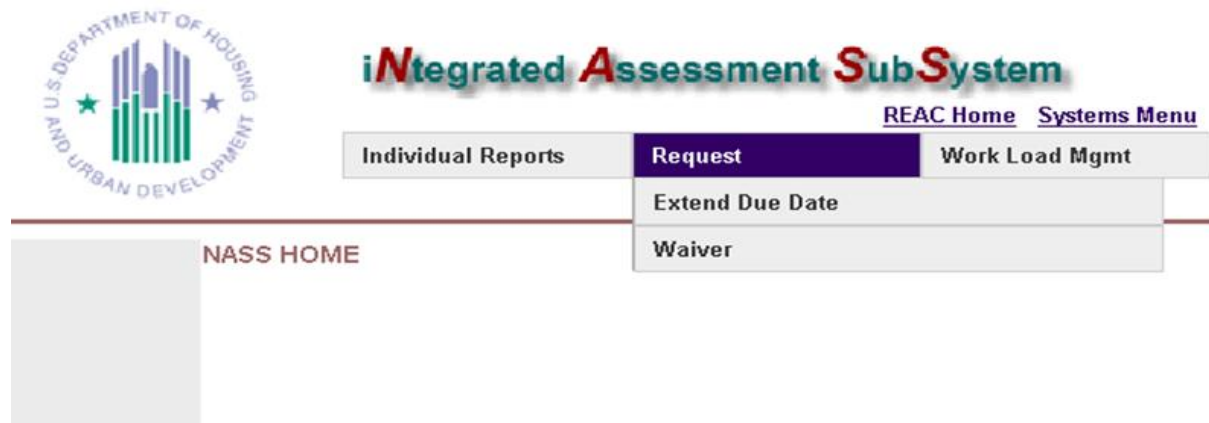 U.S.DEPARTMENT OF HOUSING
AND URBAN DEVELOPMENT
iNtegrated Assessment SubSystem
REAC Home Systems Menu
Individual Reports Request Work Load Mgmt
Extend Due Date
NASS HOME Waiver